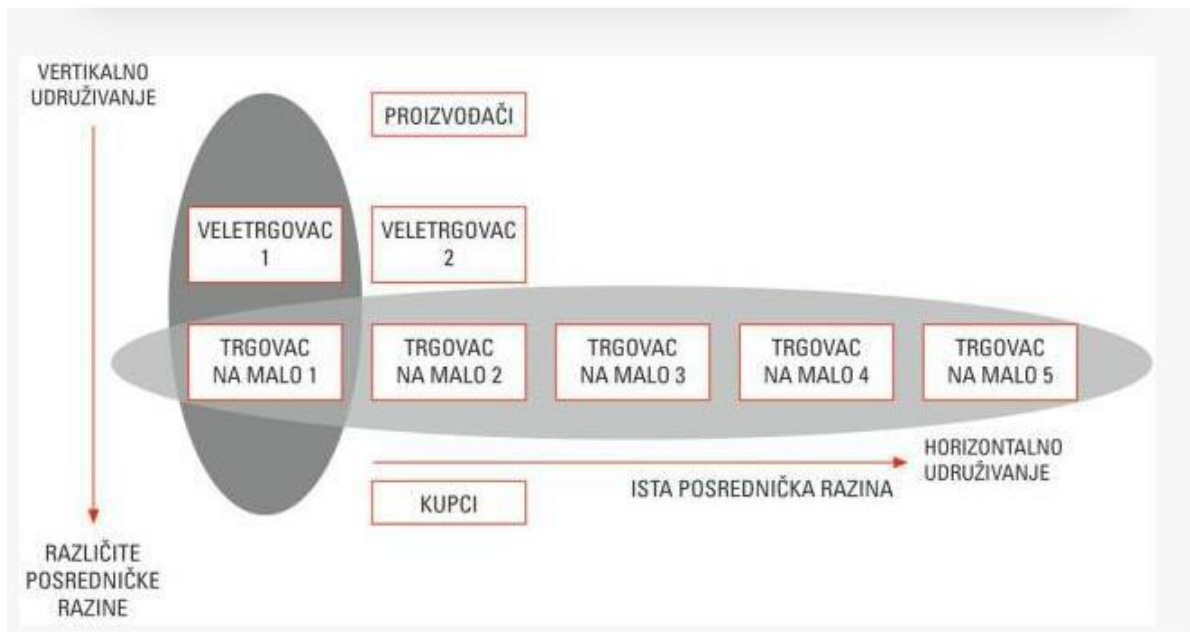 VERTIKALNO
UDRUŽIVANJE
PROIZVOĐAČI
VELETRGOVAC
1
VELETRGOVAC
2
TRGOVAC
NA MALO 1
TRGOVAC
NA MALO 2
TRGOVAC
NA MALO 3
TRGOVAC
NA MALO 4
TRGOVAC
NA MALO 5
HORIZONTALNO
UDRUŽIVANJE
ISTA POSREDNIČKA RAZINA
KUPCI
RAZLIČITE
POSREDNIČKE
RAZINE